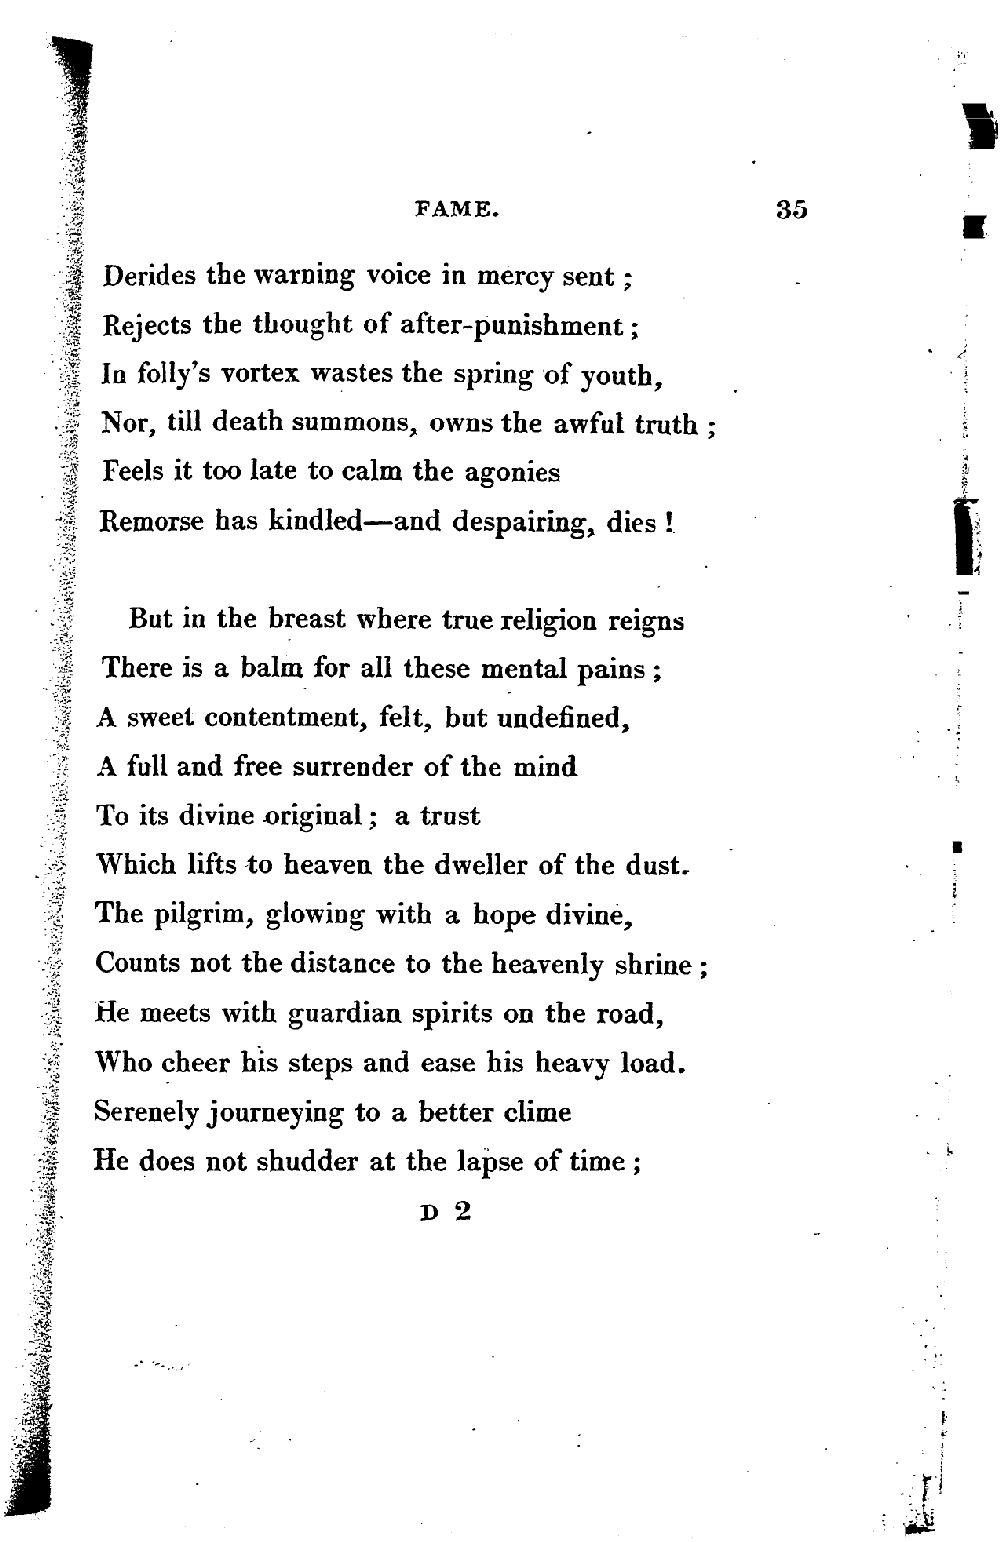 FAME. 35
Derides the warning voice in mercy sent ;
Rejects the thought of after-punishment ;
In folly's vortex wastes the spring of youth,
Nor, till death summons, owns the awful truth ;
Feels it too late to calm the agonies
Remorse has kindled—and despairing, dies !
But in the breast where true religion reigns
There is a balm for all these mental pains ;
A sweet contentment, felt, but undefined,
A full and free surrender of the mind
To its divine original ; a trust
Which lifts to heaven the dweller of the dust.
The pilgrim, glowing with a hope divine,
Counts not the distance to the heavenly shrine ;
He meets with guardian spirits on the road,
Who cheer his steps and ease his heavy load.
Serenely journeying to a better clime
He does not shudder at the lapse of time ;
D 2